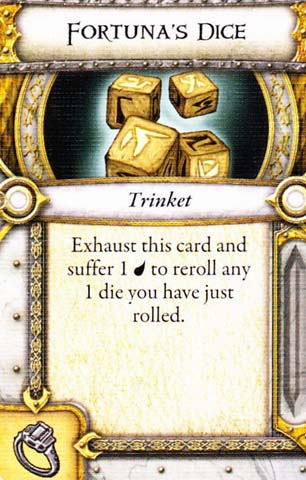 Fortuna's Dice
Trinket
Exhaust this card and
suffer 1 to reroll any
1 die you have just
rolled.